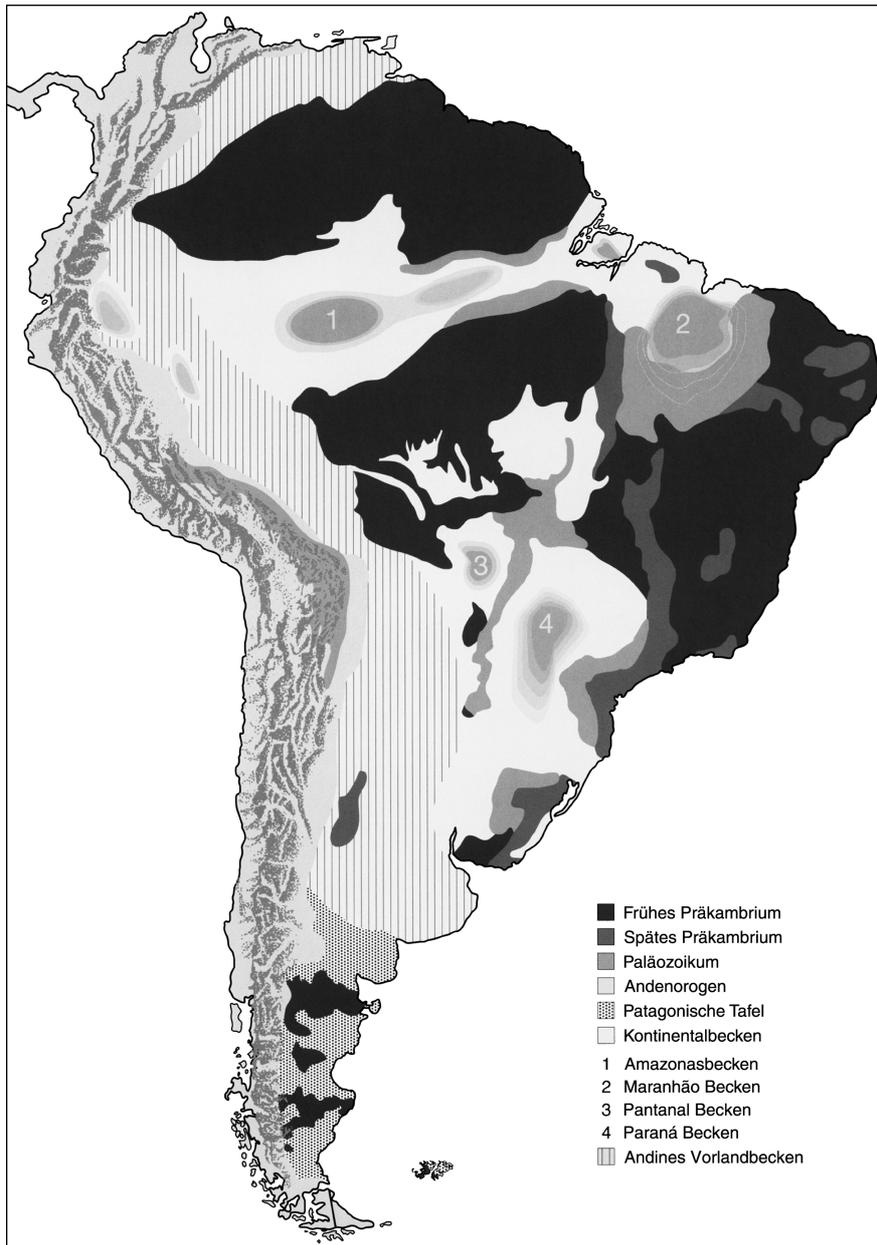 1
2
3
4
Frühes Präkambrium
Spätes Präkambrium
Paläozoikum
Andenorogen
Patagonische Tafel
Kontinentalbecken
1 Amazonasbecken
2 Maranhão Becken
3 Pantanal Becken
4 Paraná Becken
Andines Vorlandbecken